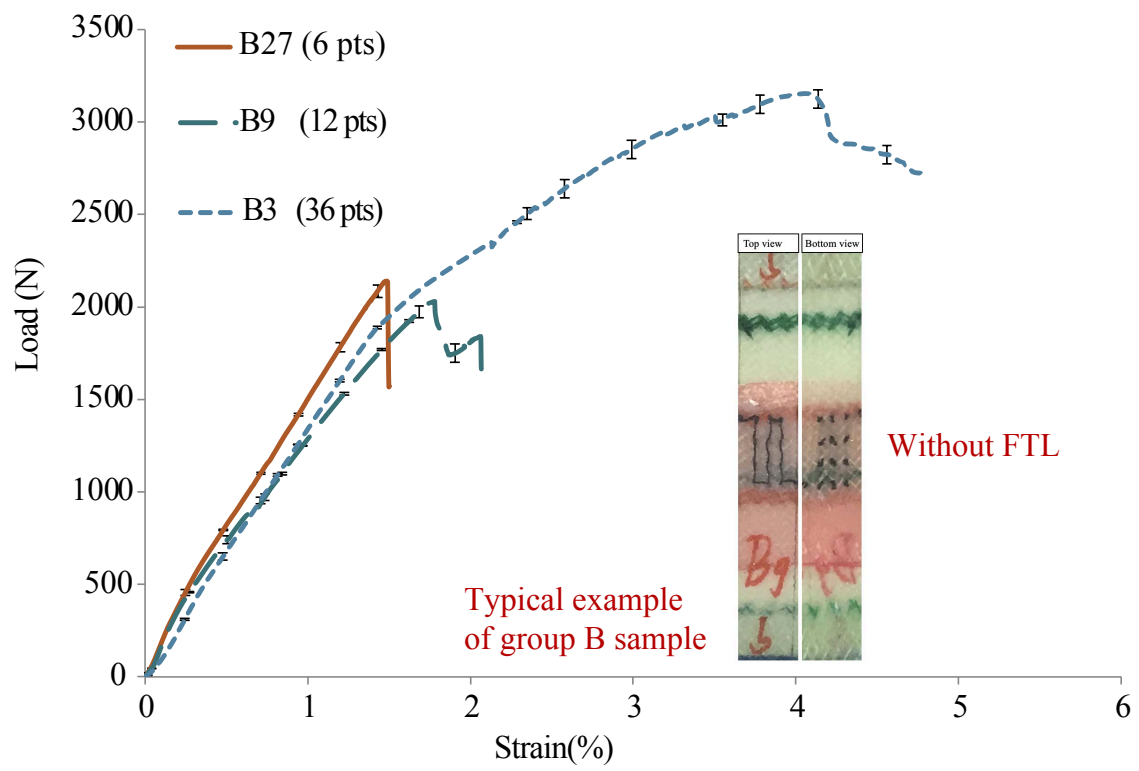 3500
3000
2500
2000
1500
1000
500
0
Load (N)
B27 (6 pts)
B9 (12 pts)
B3 (36 pts)
Top view
Bottom view
Without FTL
B9
Typical example
of group B sample
0
1
2
3
4
5
6
Strain(%)